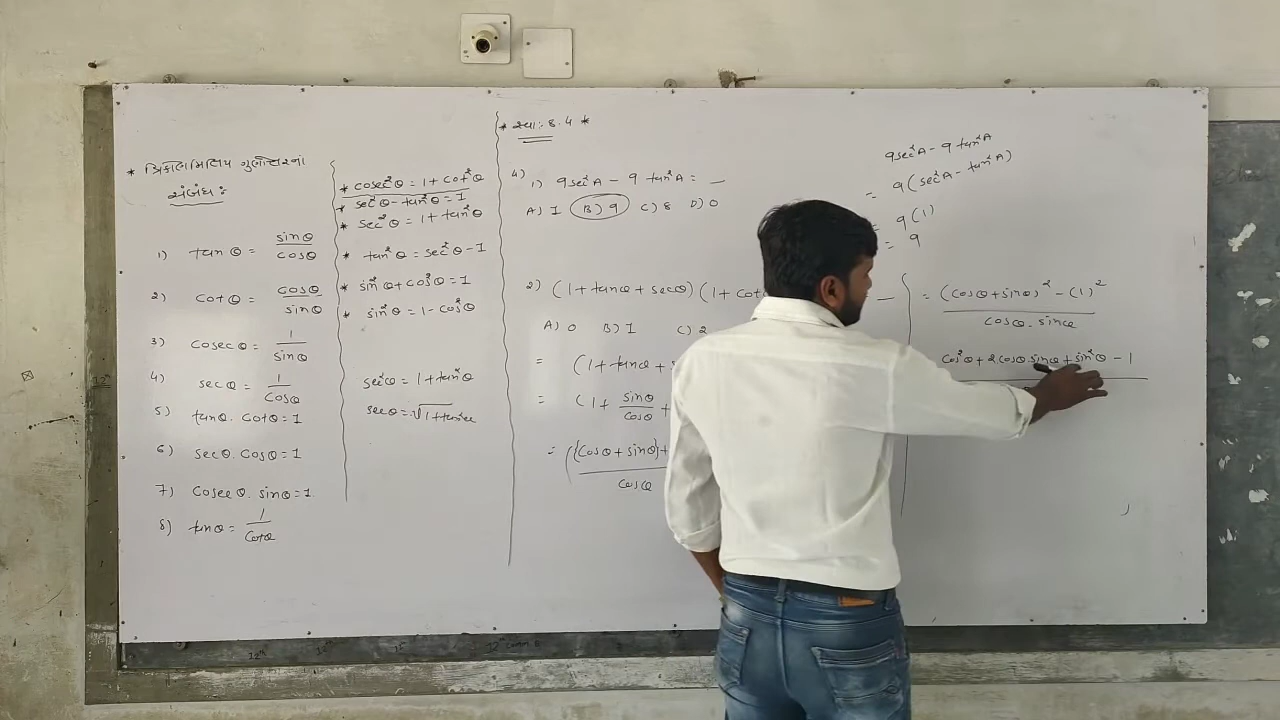 * ત્રિકોણમિતિય ગુણોત્તરના
સંબંધ:
1) tanθ = sinθ/cosθ
2) cotθ = cosθ/sinθ
3) cosecθ = 1/sinθ
4) secθ = 1/cosθ
5) tanθ. cotθ = 1
6) secθ. cosθ = 1
7) cosecθ. sinθ = 1
8) tanθ = 1/cotθ
* cosec²θ = 1 + cot²θ
* sec²θ - tan²θ = 1
* sec²θ = 1 + tan²θ
* tan²θ = sec²θ - 1
* sin²θ + cos²θ = 1
* sin²θ = 1 - cos²θ
sec²θ = 1 + tan²θ
secθ = √1 + tan²θ
* સ્વા: 8.4 *
4)
1) 9sec²A - 9 tan²A = _
A) 1 B) 9 C) 8 D) 0
2) (1 + tanθ + secθ) (1 + cot
A) 0 B) 1 C) 2
= (1 + tanθ +
= (1 + sinθ/cosθ +
= ({cosθ + sinθ} +
cosθ
9sec²A - 9 tan²A
= 9 (sec²A - tan²A)
= 9 (1)
= 9
= (cosθ + sinθ)² - (1)²
cosθ. sinθ
cos²θ + 2cosθ. sinθ + sin²θ - 1
12ᵗʰ